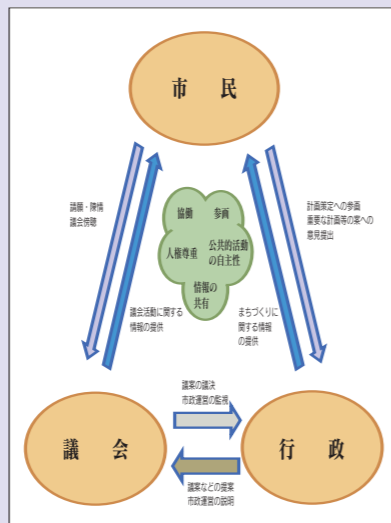 市　民
請願・陳情
議会傍聴
計画策定への参画
重要な計画等の案への
意見提出
協働　参画
人権尊重　公共的活動
の自主性
情報の
共有
議会活動に関する
情報の提供
まちづくりに
関する情報
の提供
議案の議決
市政運営の監視
議　会
行　政
議案などの提案
市政運営の説明